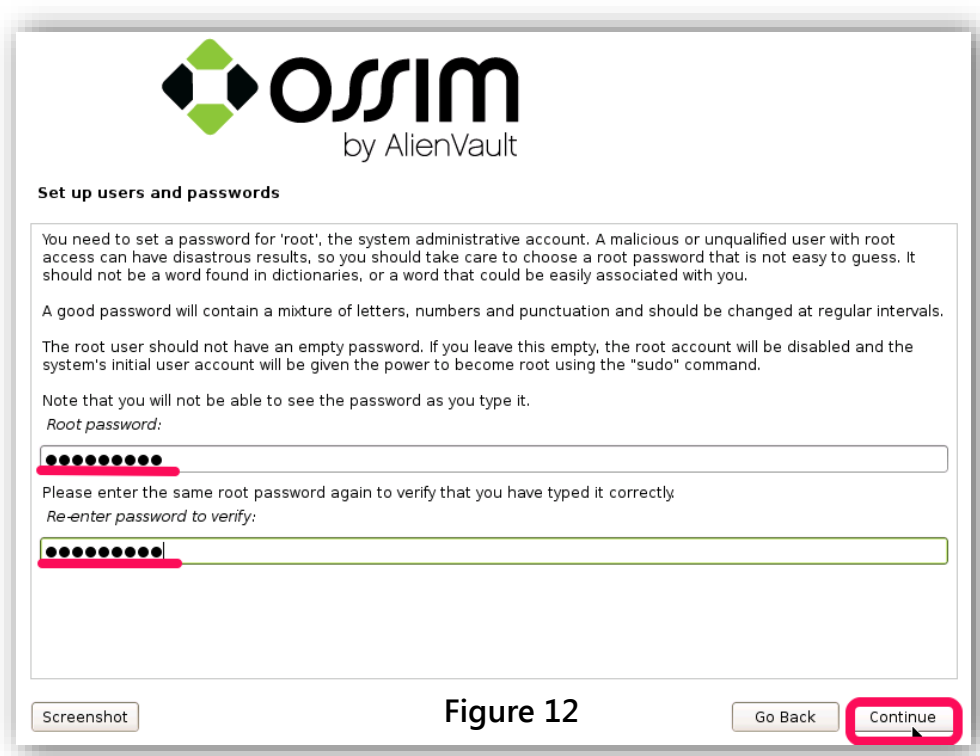 OSSIM
by AlienVault
Set up users and passwords
You need to set a password for 'root', the system administrative account. A malicious or unqualified user with root
access can have disastrous results, so you should take care to choose a root password that is not easy to guess. It
should not be a word found in dictionaries, or a word that could be easily associated with you.
A good password will contain a mixture of letters, numbers and punctuation and should be changed at regular intervals.
The root user should not have an empty password. If you leave this empty, the root account will be disabled and the
system's initial user account will be given the power to become root using the "sudo" command.
Note that you will not be able to see the password as you type it.
Root password:
●●●●●●●●●
Please enter the same root password again to verify that you have typed it correctly.
Re-enter password to verify:
●●●●●●●●●
Screenshot
Figure 12
Go Back
Continue